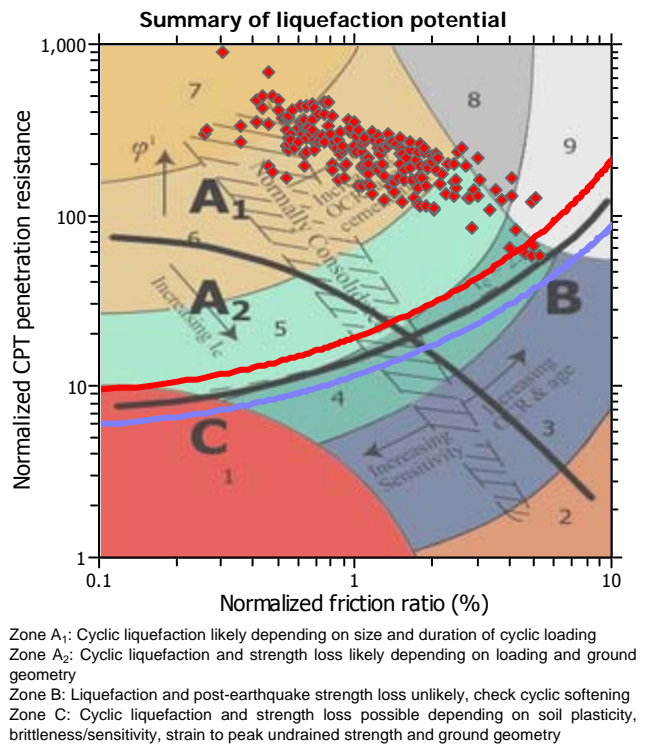 Summary of liquefaction potential
Normalized CPT penetration resistance
1,000
100
10
1
7
8
9
φ'
A1
Normally Consolidated
6
A2
Increasing Ic
5
B
4
C
Increasing
Sensitivity
Increasing
OCR & age
3
1
2
0.1
1
10
Normalized friction ratio (%)
Zone A1: Cyclic liquefaction likely depending on size and duration of cyclic loading
Zone A2: Cyclic liquefaction and strength loss likely depending on loading and ground
geometry
Zone B: Liquefaction and post-earthquake strength loss unlikely, check cyclic softening
Zone C: Cyclic liquefaction and strength loss possible depending on soil plasticity,
brittleness/sensitivity, strain to peak undrained strength and ground geometry